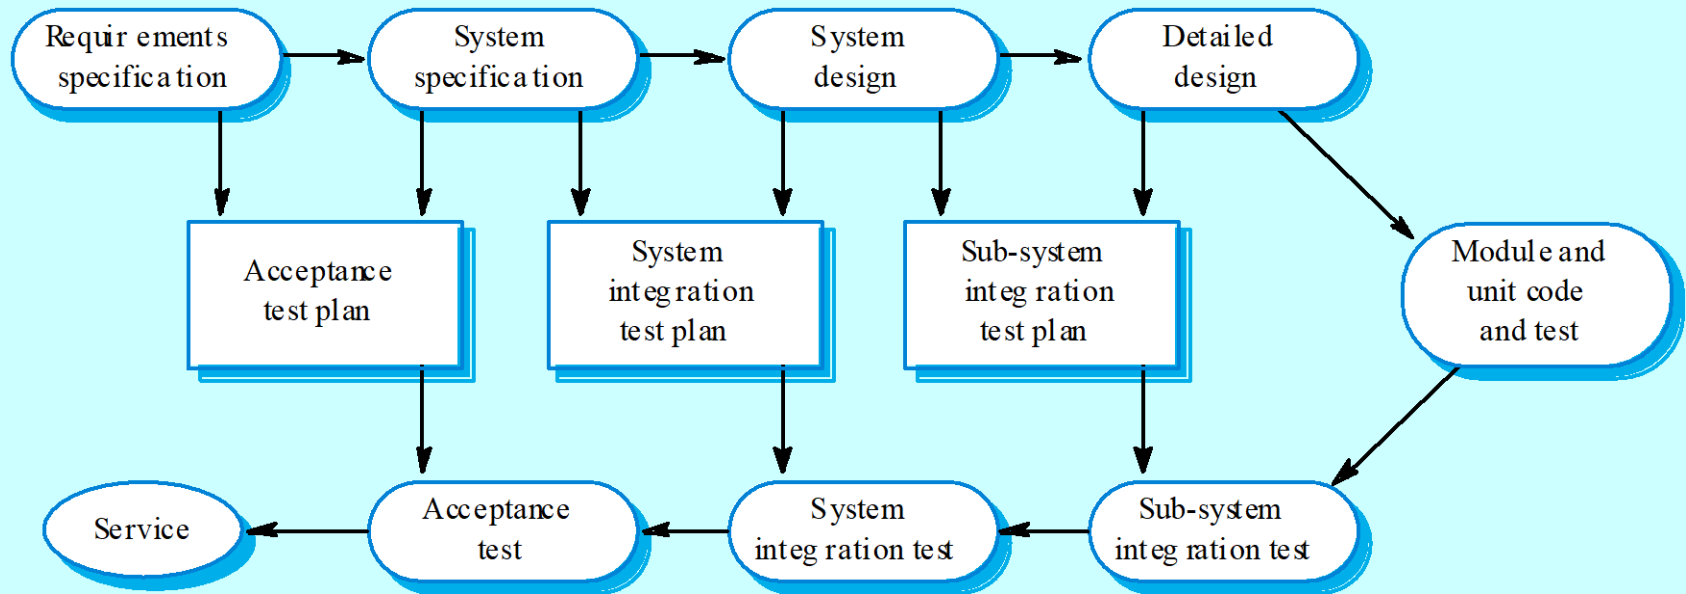 Requirements
specification
System
specification
System
design
Detailed
design
Acceptance
test plan
System
integration
test plan
Sub-system
integration
test plan
Module and
unit code
and test
Service
Acceptance
test
System
integration test
Sub-system
integration test